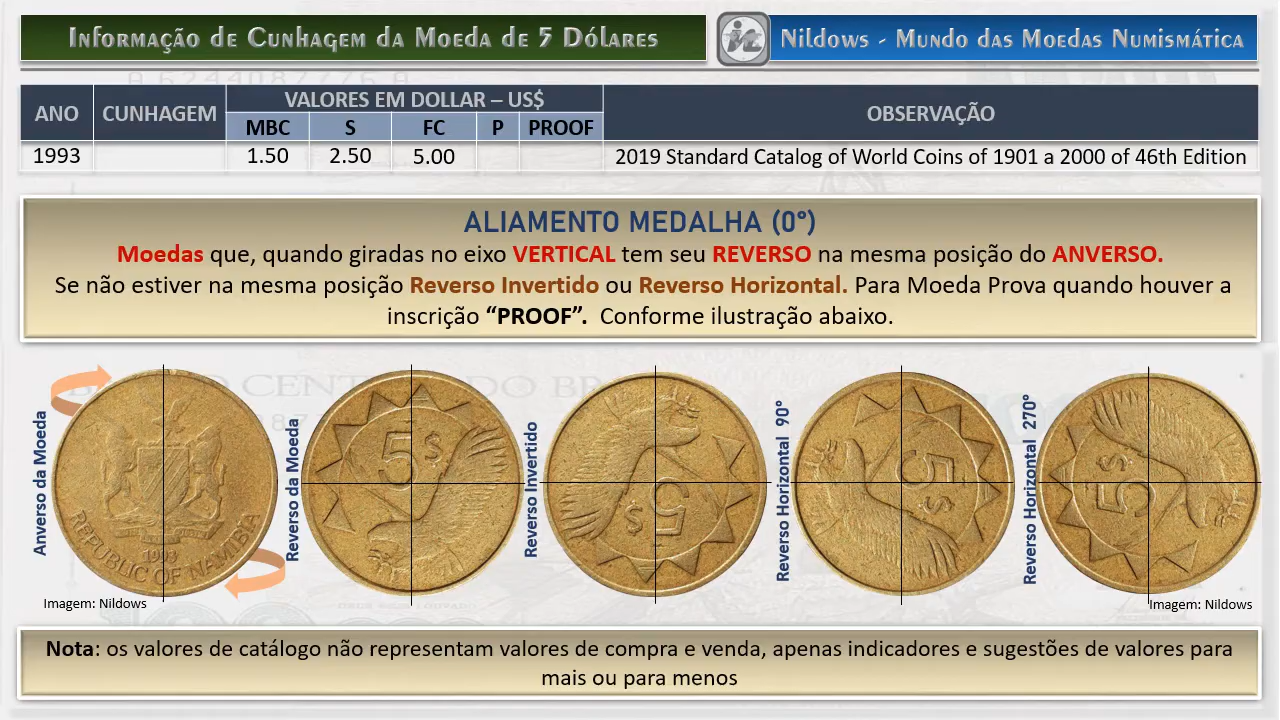 Informação de Cunhagem da Moeda de 5 Dólares
Nildows - Mundo das Moedas Numismática
ANO CUNHAGEM VALORES EM DOLLAR – US$ OBSERVAÇÃO
MBC S FC P PROOF
1993 1.50 2.50 5.00 2019 Standard Catalog of World Coins of 1901 a 2000 of 46th Edition
ALIAMENTO MEDALHA (0°)
Moedas que, quando giradas no eixo VERTICAL tem seu REVERSO na mesma posição do ANVERSO.
Se não estiver na mesma posição Reverso Invertido ou Reverso Horizontal. Para Moeda Prova quando houver a
inscrição “PROOF”. Conforme ilustração abaixo.
Anverso da Moeda
REPUBLIC OF NAMIBIA
1993
Reverso da Moeda
5$
Reverso Invertido
5$
Reverso Horizontal 90°
5$
Reverso Horizontal 270°
5$
Imagem: Nildows
Imagem: Nildows
Nota: os valores de catálogo não representam valores de compra e venda, apenas indicadores e sugestões de valores para
mais ou para menos